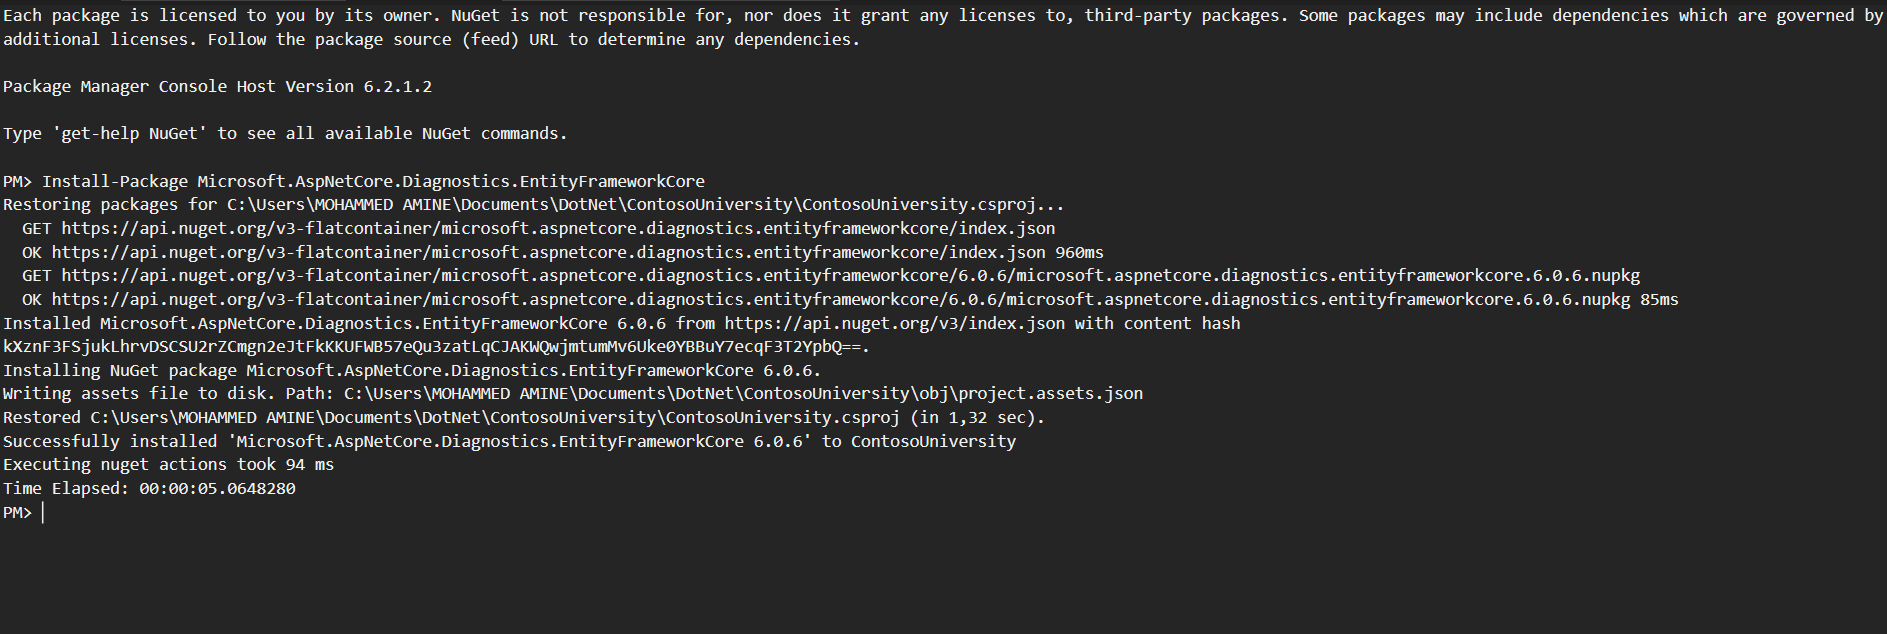 Each package is licensed to you by its owner. NuGet is not responsible for, nor does it grant any licenses to, third-party packages. Some packages may include dependencies which are governed by
additional licenses. Follow the package source (feed) URL to determine any dependencies.
Package Manager Console Host Version 6.2.1.2
Type 'get-help NuGet' to see all available NuGet commands.
PM> Install-Package Microsoft.AspNetCore.Diagnostics.EntityFrameworkCore
Restoring packages for C:\Users\MOHAMMED AMINE\Documents\DotNet\ContosoUniversity\ContosoUniversity.csproj...
  GET https://api.nuget.org/v3-flatcontainer/microsoft.aspnetcore.diagnostics.entityframeworkcore/index.json
  OK https://api.nuget.org/v3-flatcontainer/microsoft.aspnetcore.diagnostics.entityframeworkcore/index.json 960ms
  GET https://api.nuget.org/v3-flatcontainer/microsoft.aspnetcore.diagnostics.entityframeworkcore/6.0.6/microsoft.aspnetcore.diagnostics.entityframeworkcore.6.0.6.nupkg
  OK https://api.nuget.org/v3-flatcontainer/microsoft.aspnetcore.diagnostics.entityframeworkcore/6.0.6/microsoft.aspnetcore.diagnostics.entityframeworkcore.6.0.6.nupkg 85ms
Installed Microsoft.AspNetCore.Diagnostics.EntityFrameworkCore 6.0.6 from https://api.nuget.org/v3/index.json with content hash
kXznF3FSjukLhrvDSCSU2rZCmgn2eJtFkKKUFWB57eQu3zatLqCJAKWQwjmtumMv6Uke0YBBuY7ecqF3T2YpbQ==.
Installing NuGet package Microsoft.AspNetCore.Diagnostics.EntityFrameworkCore 6.0.6.
Writing assets file to disk. Path: C:\Users\MOHAMMED AMINE\Documents\DotNet\ContosoUniversity\obj\project.assets.json
Restored C:\Users\MOHAMMED AMINE\Documents\DotNet\ContosoUniversity\ContosoUniversity.csproj (in 1,32 sec).
Successfully installed 'Microsoft.AspNetCore.Diagnostics.EntityFrameworkCore 6.0.6' to ContosoUniversity
Executing nuget actions took 94 ms
Time Elapsed: 00:00:05.0648280
PM>